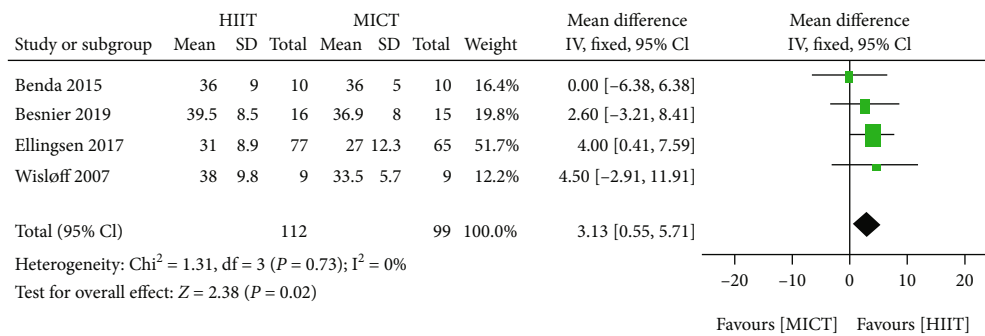 HIIT MICT Mean difference Mean difference
Study or subgroup Mean SD Total Mean SD Total Weight IV, fixed, 95% Cl IV, fixed, 95% Cl
Benda 2015 36 9 10 36 5 10 16.4% 0.00 [−6.38, 6.38]
Besnier 2019 39.5 8.5 16 36.9 8 15 19.8% 2.60 [−3.21, 8.41]
Ellingsen 2017 31 8.9 77 27 12.3 65 51.7% 4.00 [0.41, 7.59]
Wisløff 2007 38 9.8 9 33.5 5.7 9 12.2% 4.50 [−2.91, 11.91]
Total (95% Cl) 112 99 100.0% 3.13 [0.55, 5.71]
Heterogeneity: Chi² = 1.31, df = 3 (P = 0.73); I² = 0%
Test for overall effect: Z = 2.38 (P = 0.02)
−20 −10 0 10 20
Favours [MICT] Favours [HIIT]